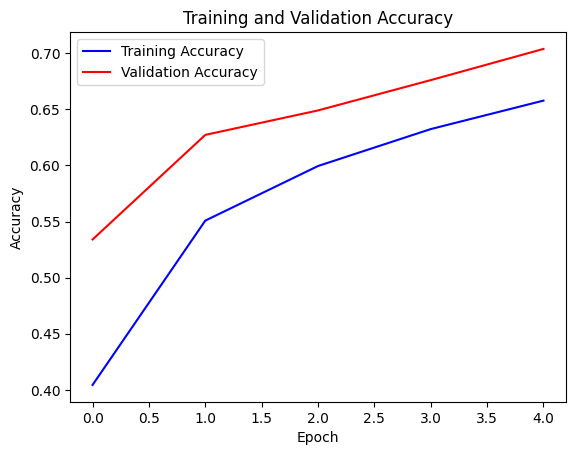 Training and Validation Accuracy
Training Accuracy
Validation Accuracy
0.70
0.65
0.60
0.55
0.50
0.45
0.40
Accuracy
0.0 0.5 1.0 1.5 2.0 2.5 3.0 3.5 4.0
Epoch